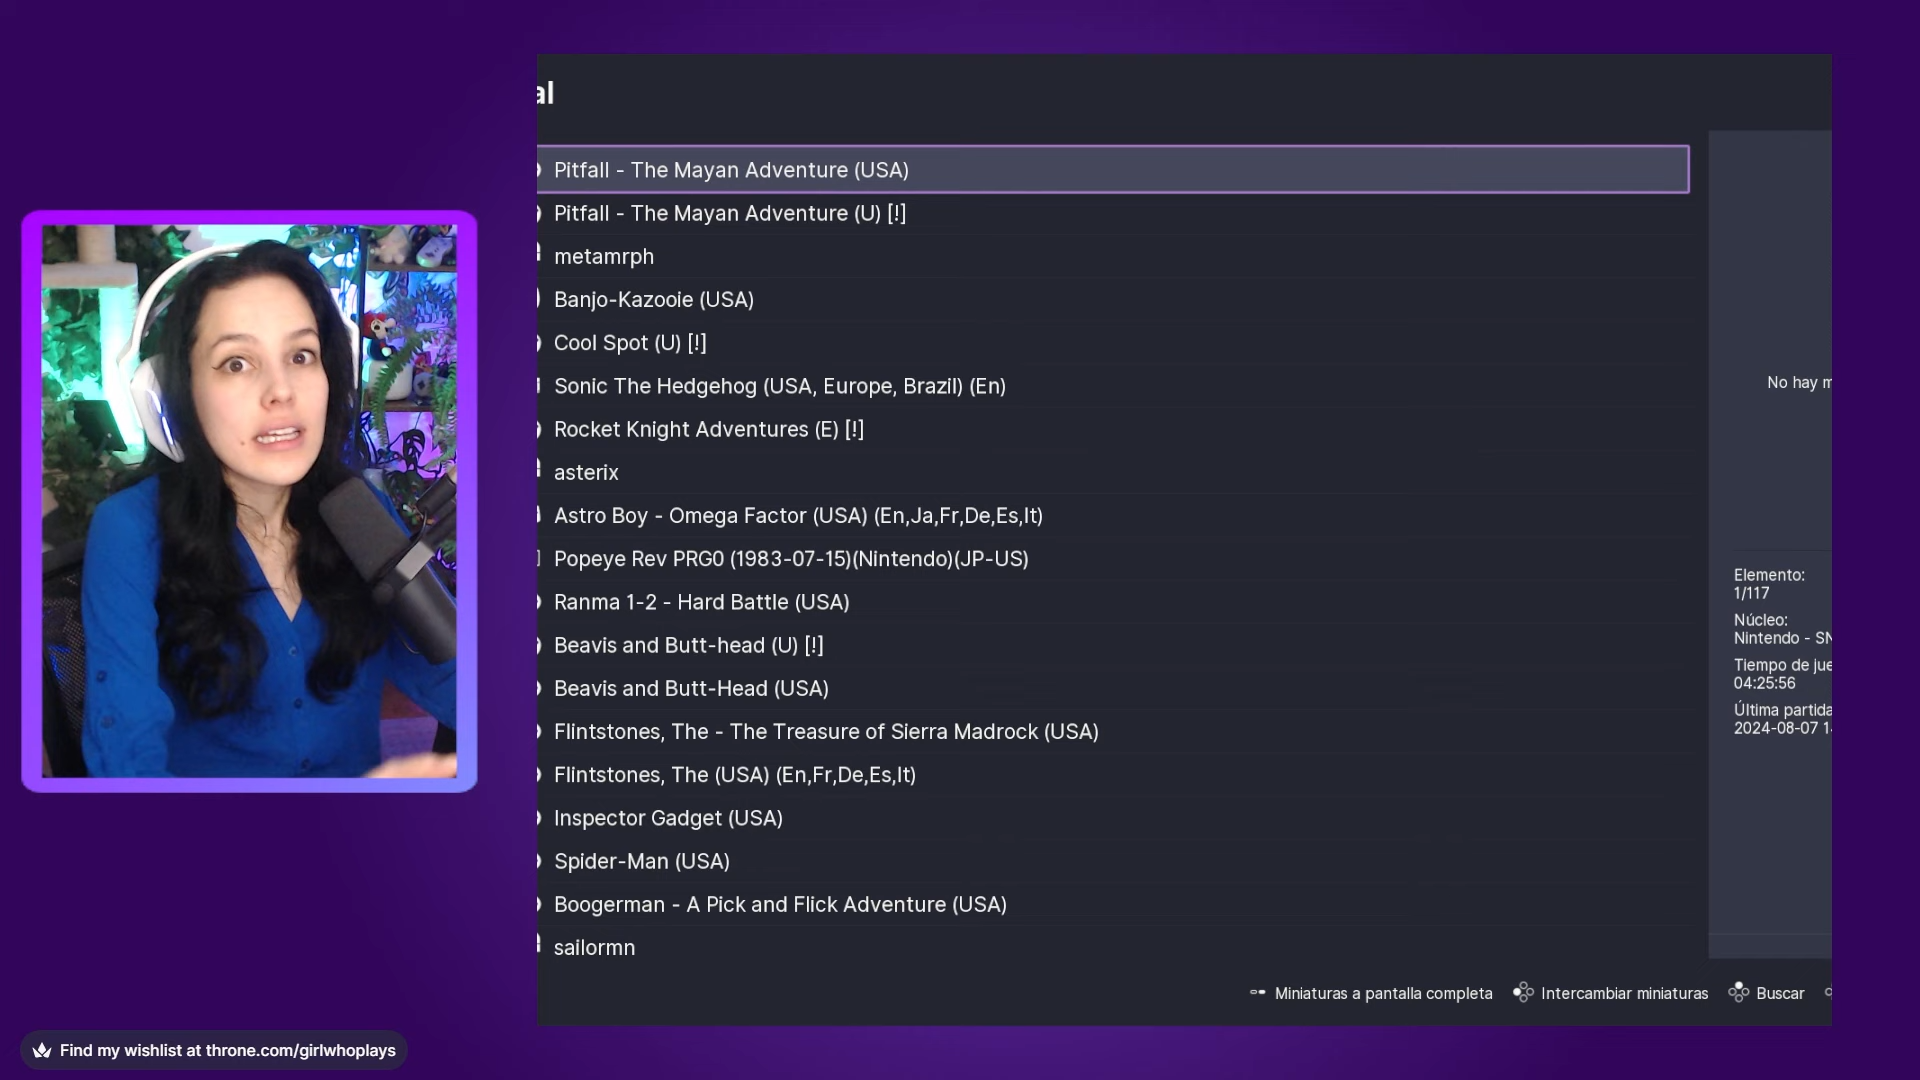 al
Pitfall - The Mayan Adventure (USA)
Pitfall - The Mayan Adventure (U) [!]
metamrph
Banjo-Kazooie (USA)
Cool Spot (U) [!]
Sonic The Hedgehog (USA, Europe, Brazil) (En)
Rocket Knight Adventures (E) [!]
asterix
Astro Boy - Omega Factor (USA) (En,Ja,Fr,De,Es,It)
Popeye Rev PRG0 (1983-07-15)(Nintendo)(JP-US)
Ranma 1-2 - Hard Battle (USA)
Beavis and Butt-head (U) [!]
Beavis and Butt-Head (USA)
Flintstones, The - The Treasure of Sierra Madrock (USA)
Flintstones, The (USA) (En,Fr,De,Es,It)
Inspector Gadget (USA)
Spider-Man (USA)
Boogerman - A Pick and Flick Adventure (USA)
sailormn
No hay m
Elemento:
1/117
Núcleo:
Nintendo - SN
Tiempo de jue
04:25:56
Última partida
2024-08-07 1
Miniaturas a pantalla completa
Intercambiar miniaturas
Buscar
Find my wishlist at throne.com/girlwhoplays